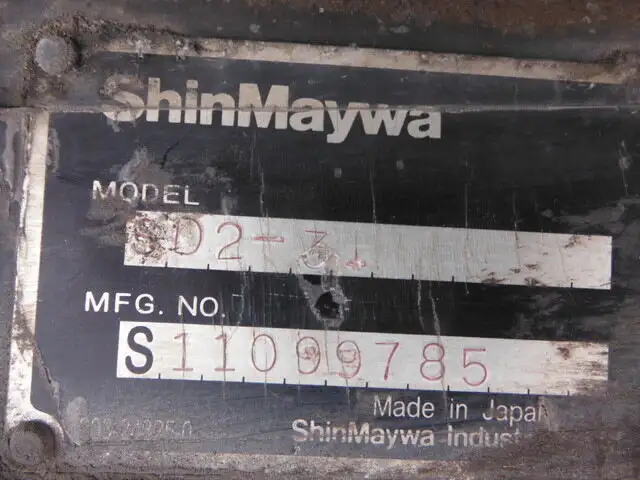 ShinMaywa
MODEL
SD2-3
MFG. NO.
S11099785
Made in Japan
ShinMaywa Indust